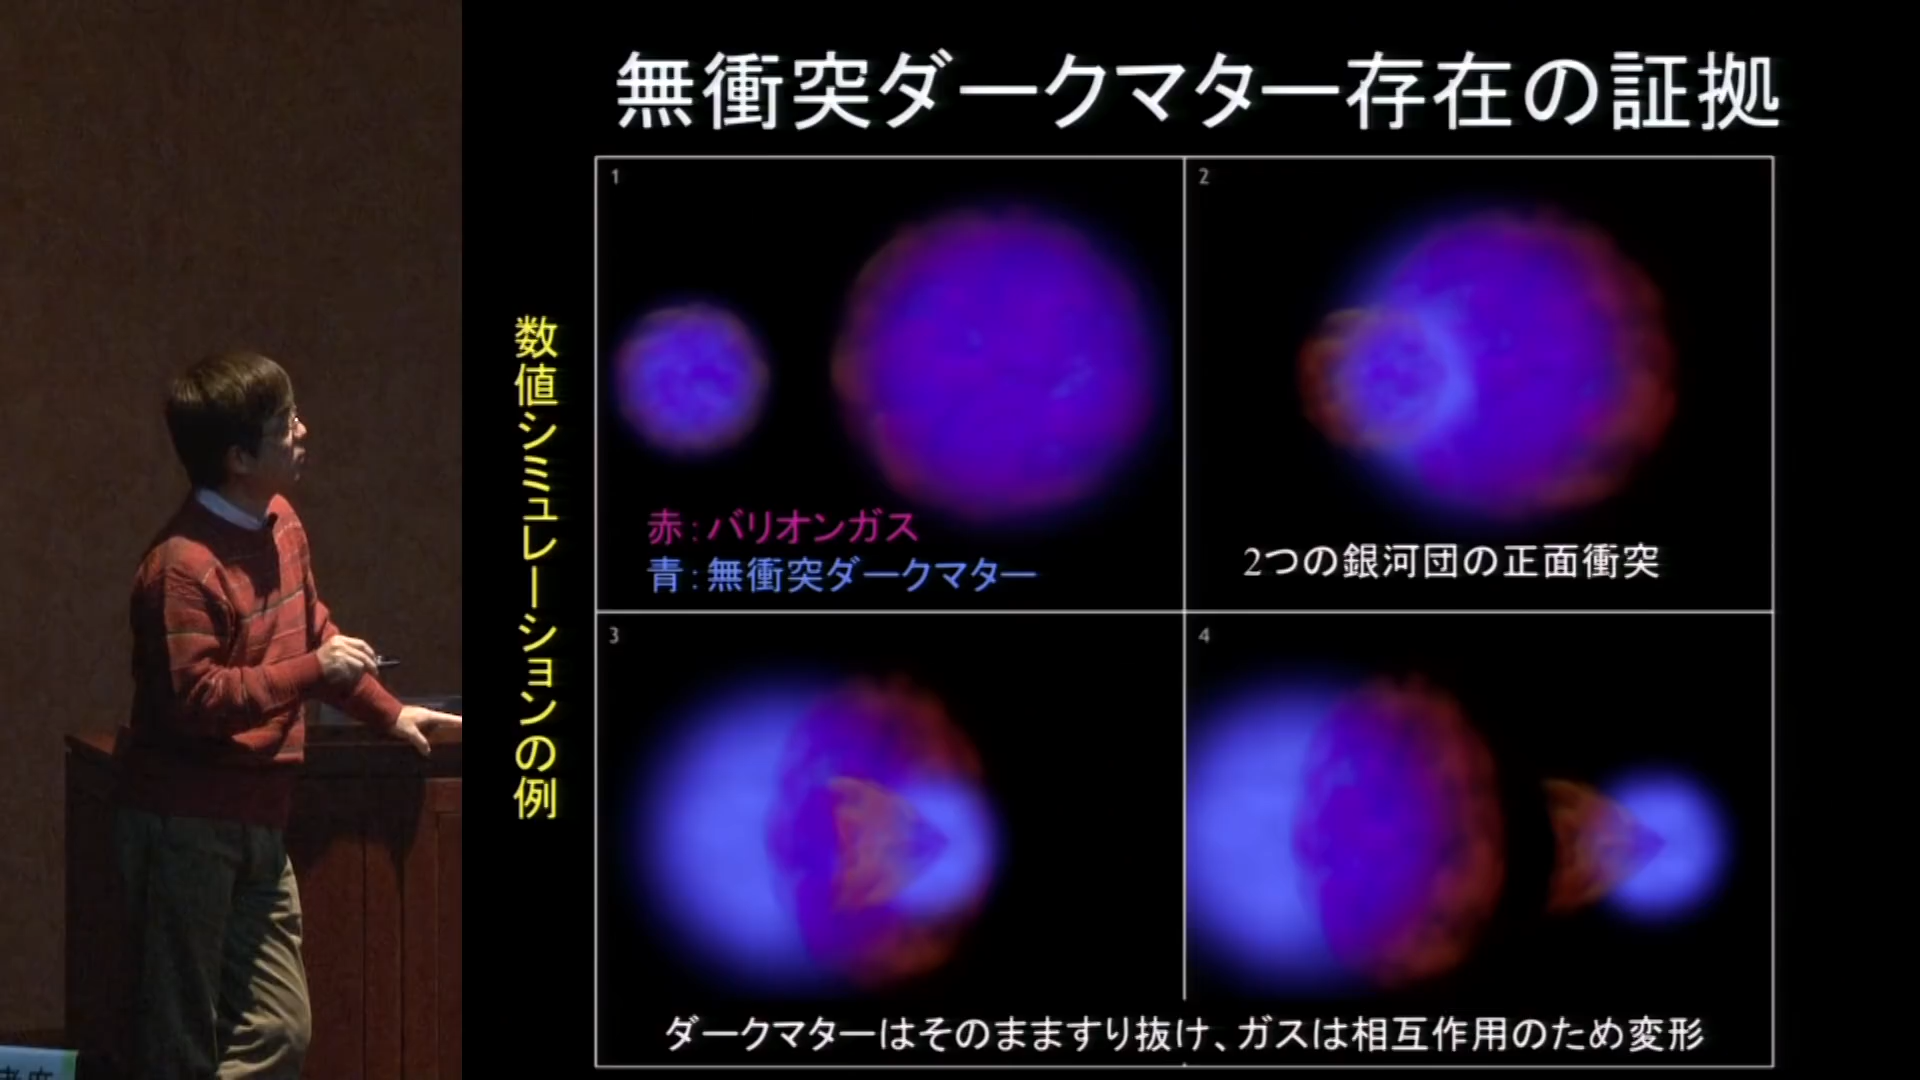 無衝突ダークマター存在の証拠
数値シミュレーションの例
1
2
赤：バリオンガス
青：無衝突ダークマター
2つの銀河団の正面衝突
3
4
ダークマターはそのまますり抜け、ガスは相互作用のため変形